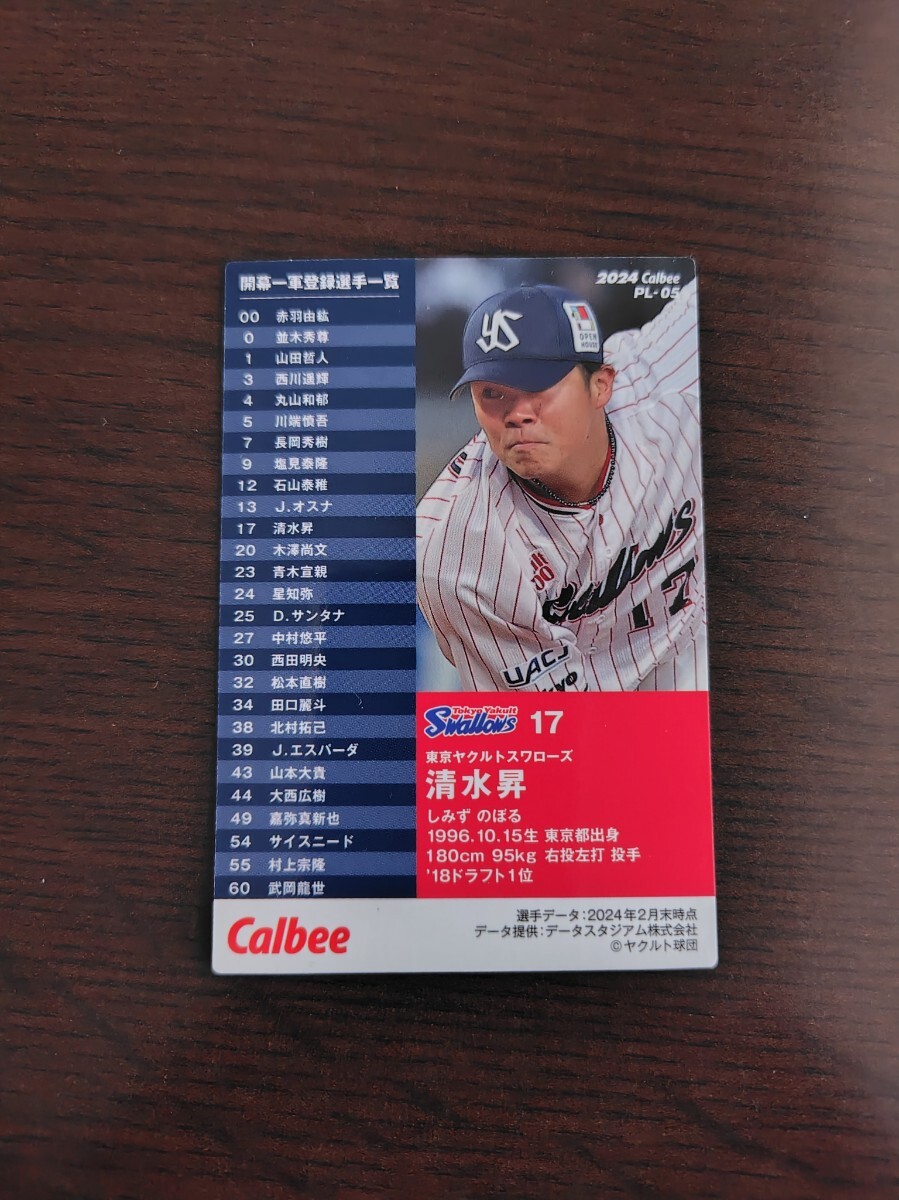 開幕一軍登録選手一覧
00 赤羽由紘
0 並木秀尊
1 山田哲人
3 西川遥輝
4 丸山和郁
5 川端慎吾
7 長岡秀樹
9 塩見泰隆
12 石山泰稚
13 J.オスナ
17 清水昇
20 木澤尚文
23 青木宣親
24 星知弥
25 D.サンタナ
27 中村悠平
30 西田明央
32 松本直樹
34 田口麗斗
38 北村拓己
39 J.エスパーダ
43 山本大貴
44 大西広樹
49 嘉弥真新也
54 サイスニード
55 村上宗隆
60 武岡龍世
2024 Calbee
PL-05
YS
OPEN
HOUSE
Swallows
17
UACJ
Tokyo Yakult
Swallows 17
東京ヤクルトスワローズ
清水昇
しみず のぼる
1996.10.15生 東京都出身
180cm 95kg 右投左打 投手
'18ドラフト1位
Calbee
選手データ:2024年2月末時点
データ提供:データスタジアム株式会社
©ヤクルト球団